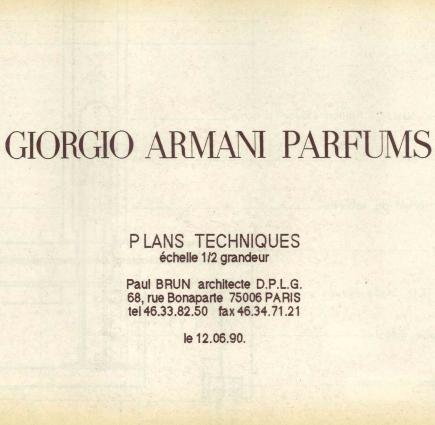 GIORGIO ARMANI PARFUMS
PLANS TECHNIQUES
échelle 1/2 grandeur
Paul BRUN architecte D.P.L.G.
68, rue Bonaparte 75006 PARIS
tel 46.33.82.50 fax 46.34.71.21
le 12.06.90.